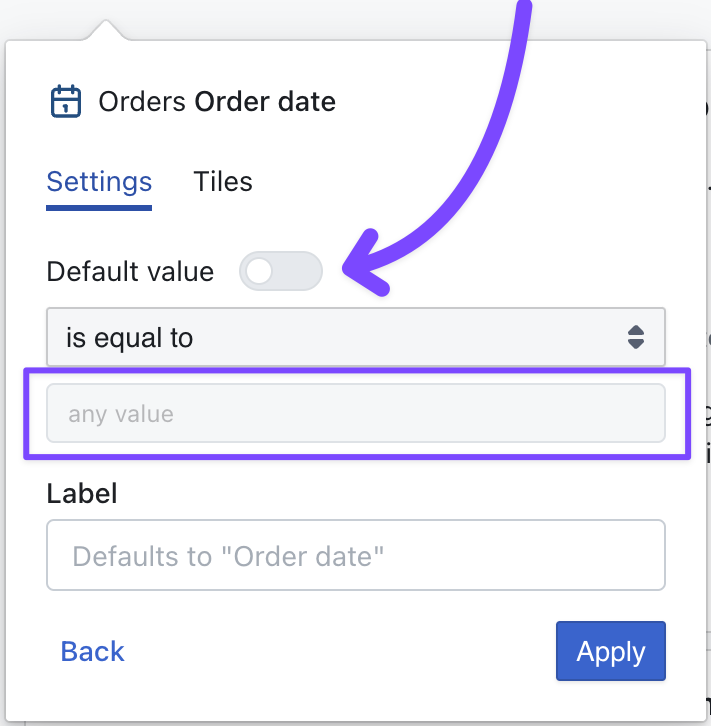 Orders Order date
Settings Tiles
Default value
is equal to
any value
Label
Defaults to "Order date"
Back Apply